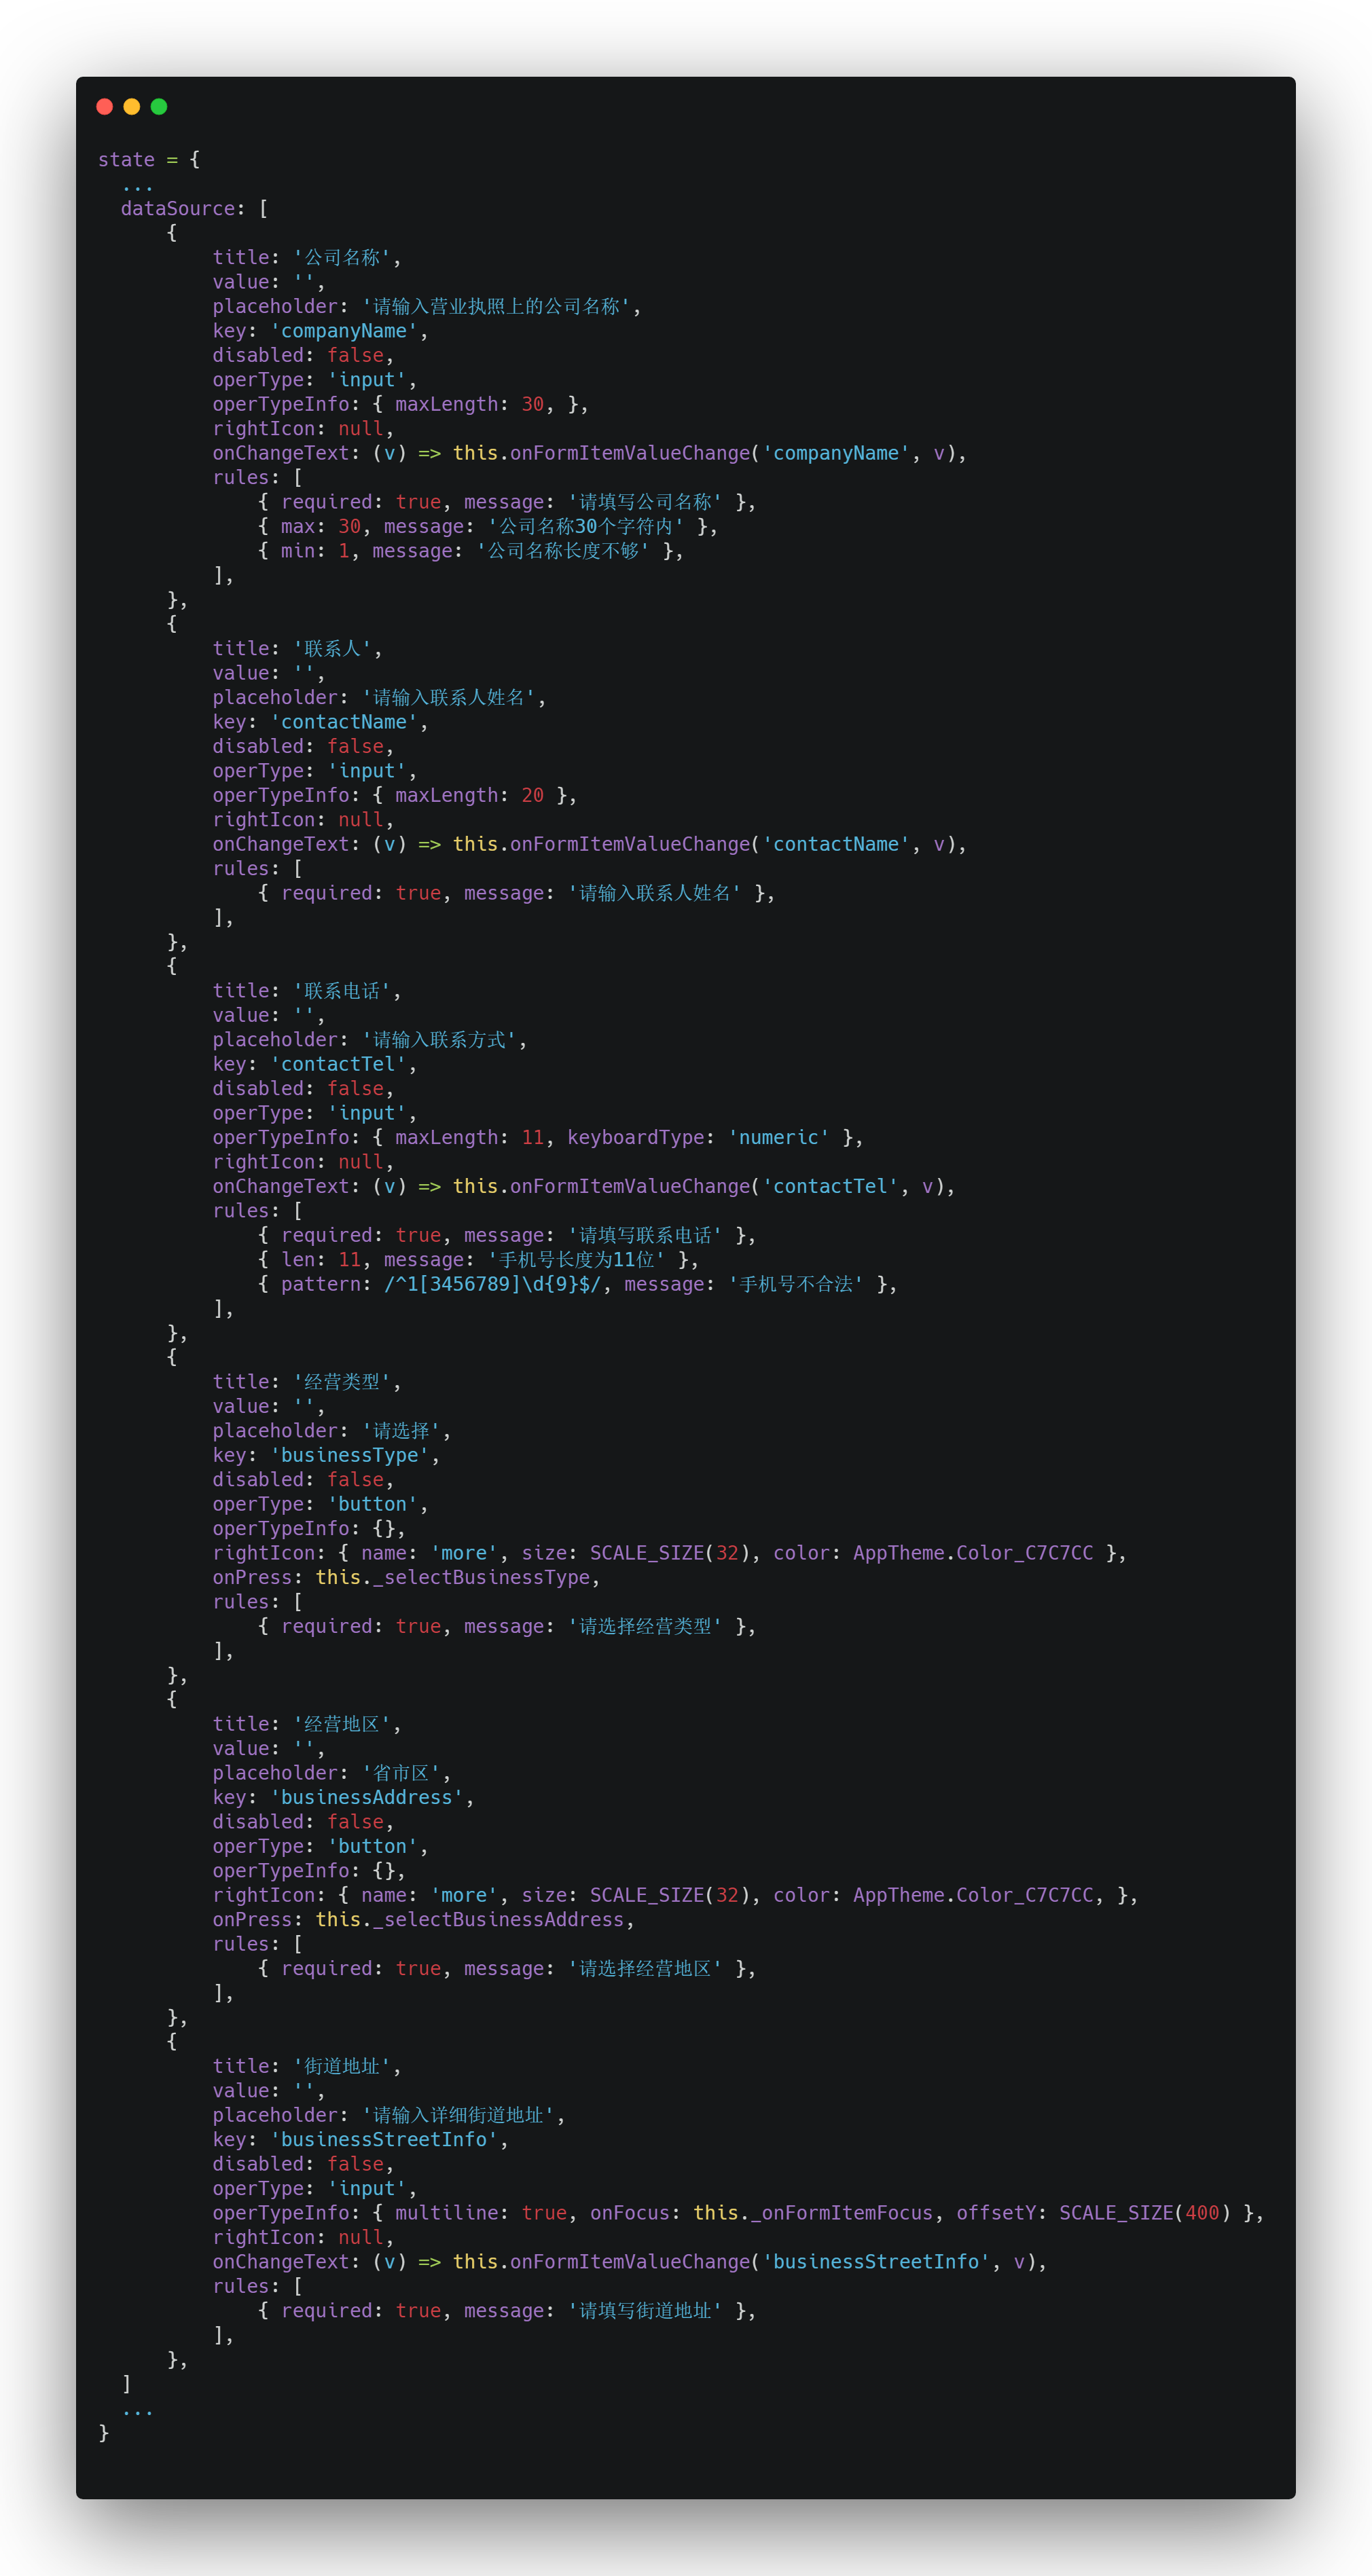 state = {
  ...
  dataSource: [
      {
          title: '公司名称',
          value: '',
          placeholder: '请输入营业执照上的公司名称',
          key: 'companyName',
          disabled: false,
          operType: 'input',
          operTypeInfo: { maxLength: 30, },
          rightIcon: null,
          onChangeText: (v) => this.onFormItemValueChange('companyName', v),
          rules: [
              { required: true, message: '请填写公司名称' },
              { max: 30, message: '公司名称30个字符内' },
              { min: 1, message: '公司名称长度不够' },
          ],
      },
      {
          title: '联系人',
          value: '',
          placeholder: '请输入联系人姓名',
          key: 'contactName',
          disabled: false,
          operType: 'input',
          operTypeInfo: { maxLength: 20 },
          rightIcon: null,
          onChangeText: (v) => this.onFormItemValueChange('contactName', v),
          rules: [
              { required: true, message: '请输入联系人姓名' },
          ],
      },
      {
          title: '联系电话',
          value: '',
          placeholder: '请输入联系方式',
          key: 'contactTel',
          disabled: false,
          operType: 'input',
          operTypeInfo: { maxLength: 11, keyboardType: 'numeric' },
          rightIcon: null,
          onChangeText: (v) => this.onFormItemValueChange('contactTel', v),
          rules: [
              { required: true, message: '请填写联系电话' },
              { len: 11, message: '手机号长度为11位' },
              { pattern: /^1[3456789]\d{9}$/, message: '手机号不合法' },
          ],
      },
      {
          title: '经营类型',
          value: '',
          placeholder: '请选择',
          key: 'businessType',
          disabled: false,
          operType: 'button',
          operTypeInfo: {},
          rightIcon: { name: 'more', size: SCALE_SIZE(32), color: AppTheme.Color_C7C7CC },
          onPress: this._selectBusinessType,
          rules: [
              { required: true, message: '请选择经营类型' },
          ],
      },
      {
          title: '经营地区',
          value: '',
          placeholder: '省市区',
          key: 'businessAddress',
          disabled: false,
          operType: 'button',
          operTypeInfo: {},
          rightIcon: { name: 'more', size: SCALE_SIZE(32), color: AppTheme.Color_C7C7CC, },
          onPress: this._selectBusinessAddress,
          rules: [
              { required: true, message: '请选择经营地区' },
          ],
      },
      {
          title: '街道地址',
          value: '',
          placeholder: '请输入详细街道地址',
          key: 'businessStreetInfo',
          disabled: false,
          operType: 'input',
          operTypeInfo: { multiline: true, onFocus: this._onFormItemFocus, offsetY: SCALE_SIZE(400) },
          rightIcon: null,
          onChangeText: (v) => this.onFormItemValueChange('businessStreetInfo', v),
          rules: [
              { required: true, message: '请填写街道地址' },
          ],
      },
  ]
  ...
}